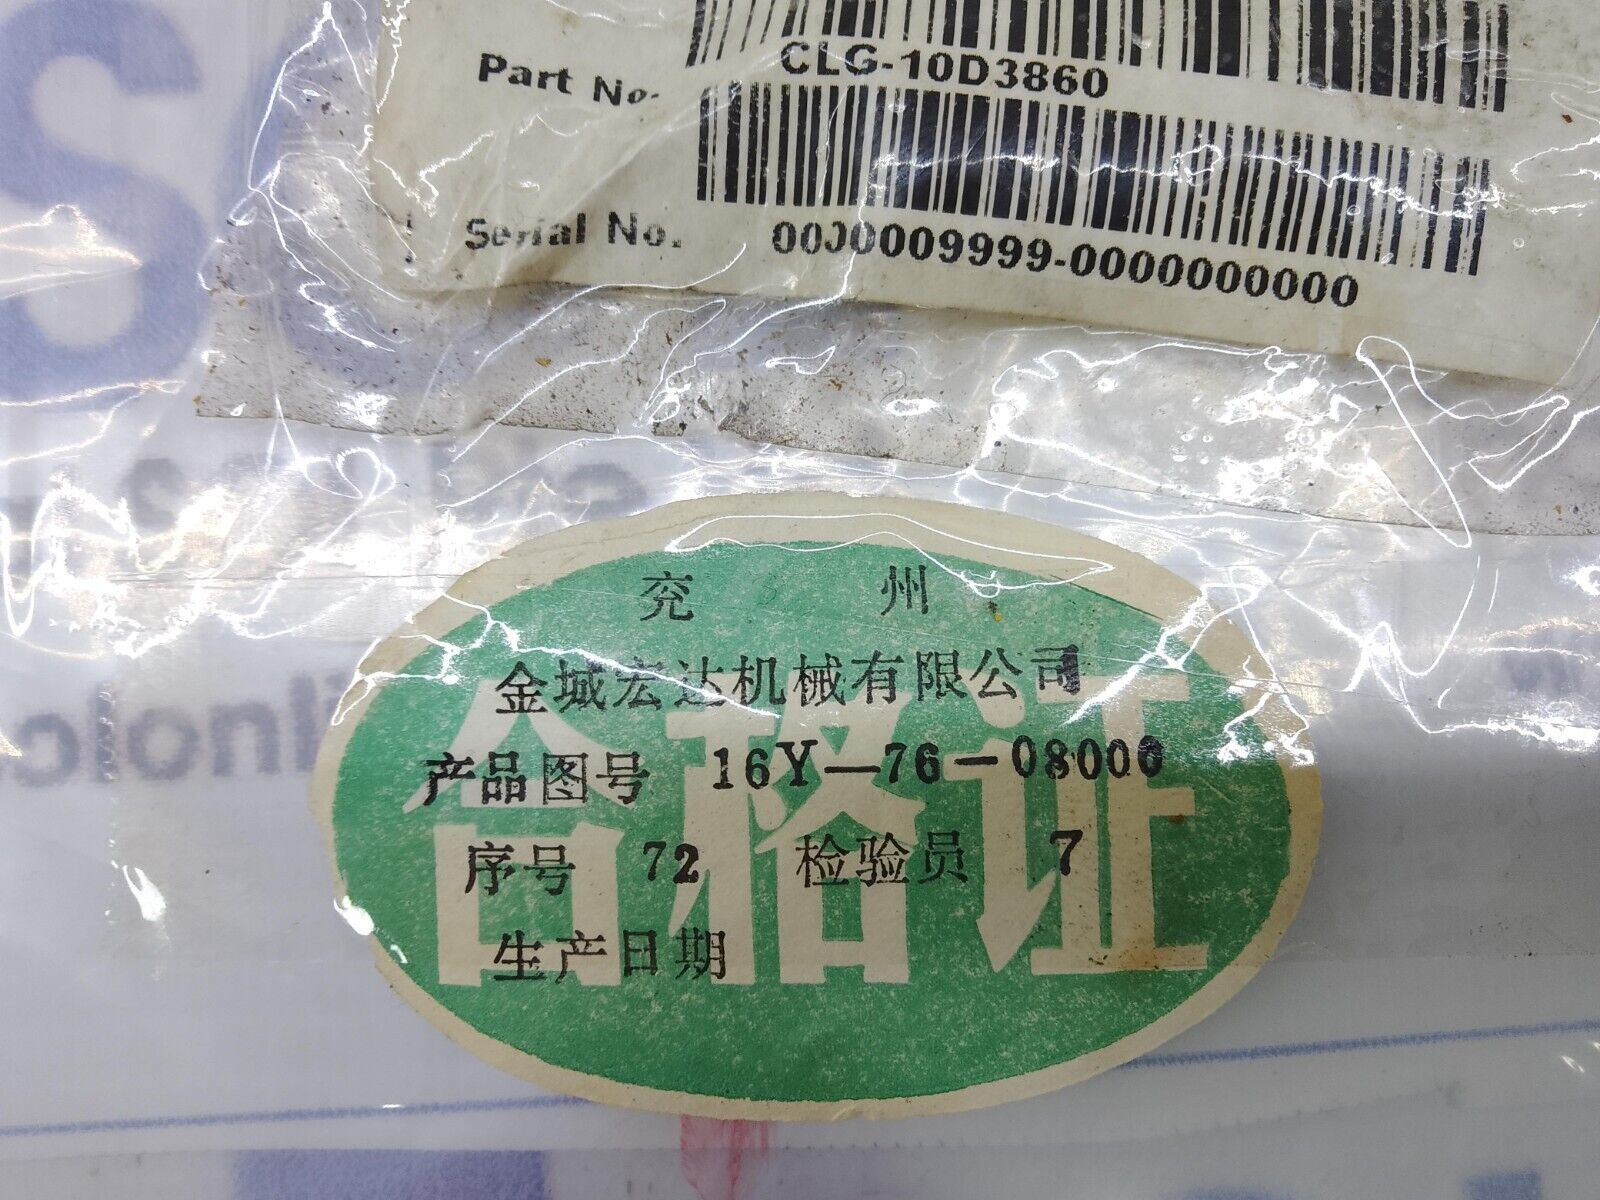 CLG-10D3860
Part No.
Serial No. 0000009999-0000000000
兖 州
金城宏达机械有限公司
合格证
产品图号 16Y—76—08000
序号 72 检验员 7
生产日期